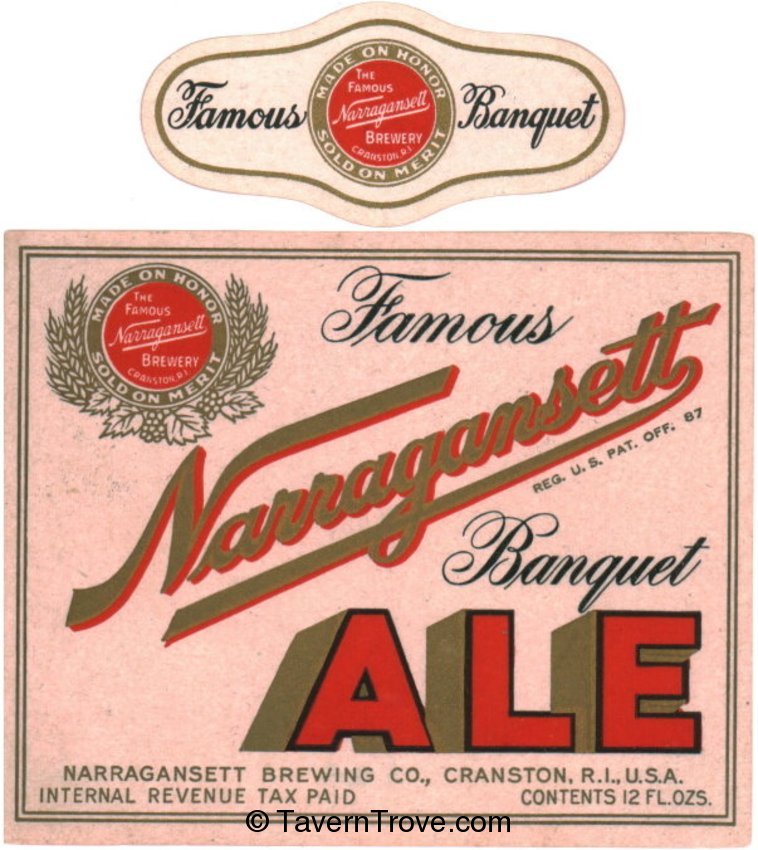 MADE ON HONOR
THE
FAMOUS
Narragansett
BREWERY
CRANSTON, R.I.
SOLD ON MERIT
Famous
Banquet
MADE ON HONOR
THE
FAMOUS
Narragansett
BREWERY
CRANSTON, R.I.
SOLD ON MERIT
Famous
Narragansett
REG. U.S. PAT. OFF. 87
Banquet
ALE
NARRAGANSETT BREWING CO., CRANSTON, R.I., U.S.A.
INTERNAL REVENUE TAX PAID CONTENTS 12 FL.OZS.
© TavernTrove.com